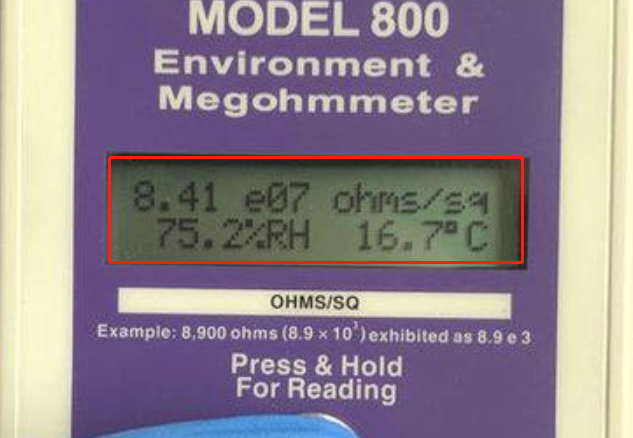 MODEL 800
Environment &
Megohmmeter
8.41 e07 ohms/sq
75.2%RH 16.7°C
OHMS/SQ
Example: 8,900 ohms (8.9 × 10³) exhibited as 8.9 e 3
Press & Hold
For Reading